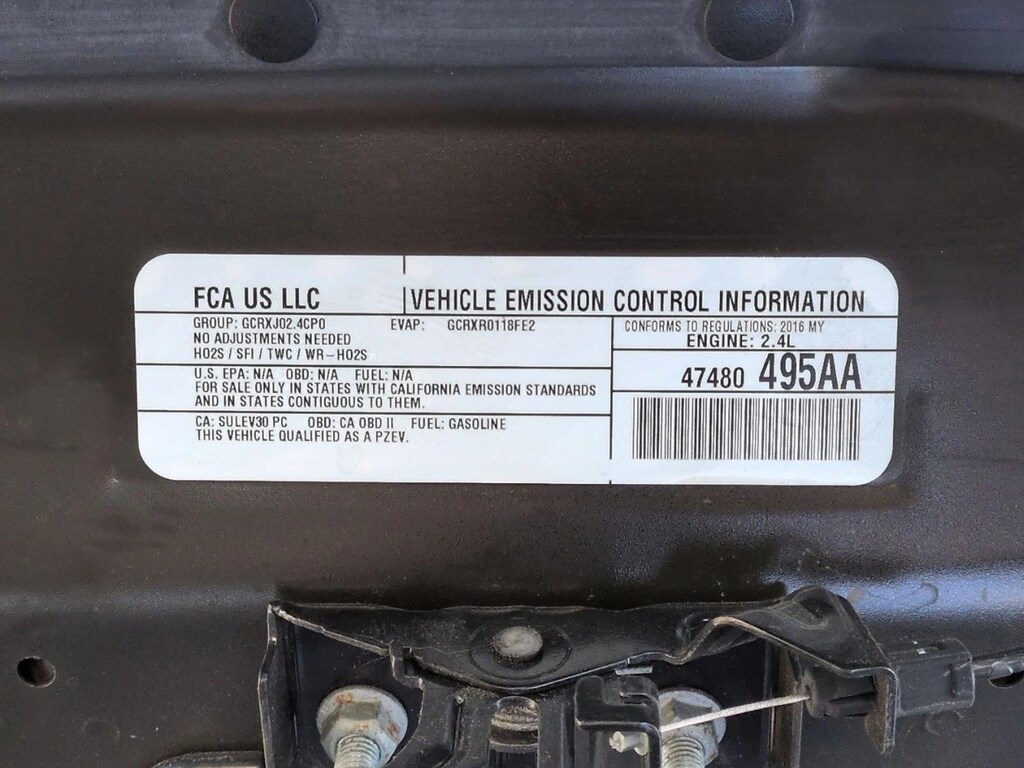 FCA US LLC
VEHICLE EMISSION CONTROL INFORMATION
GROUP: GCRXJ02.4CP0 EVAP: GCRXR0118FE2
NO ADJUSTMENTS NEEDED
HO2S / SFI / TWC / WR-HO2S
CONFORMS TO REGULATIONS: 2016 MY
ENGINE: 2.4L
U.S. EPA: N/A OBD: N/A FUEL: N/A
FOR SALE ONLY IN STATES WITH CALIFORNIA EMISSION STANDARDS
AND IN STATES CONTIGUOUS TO THEM.
47480 495AA
CA: SULEV30 PC OBD: CA OBD II FUEL: GASOLINE
THIS VEHICLE QUALIFIED AS A PZEV.